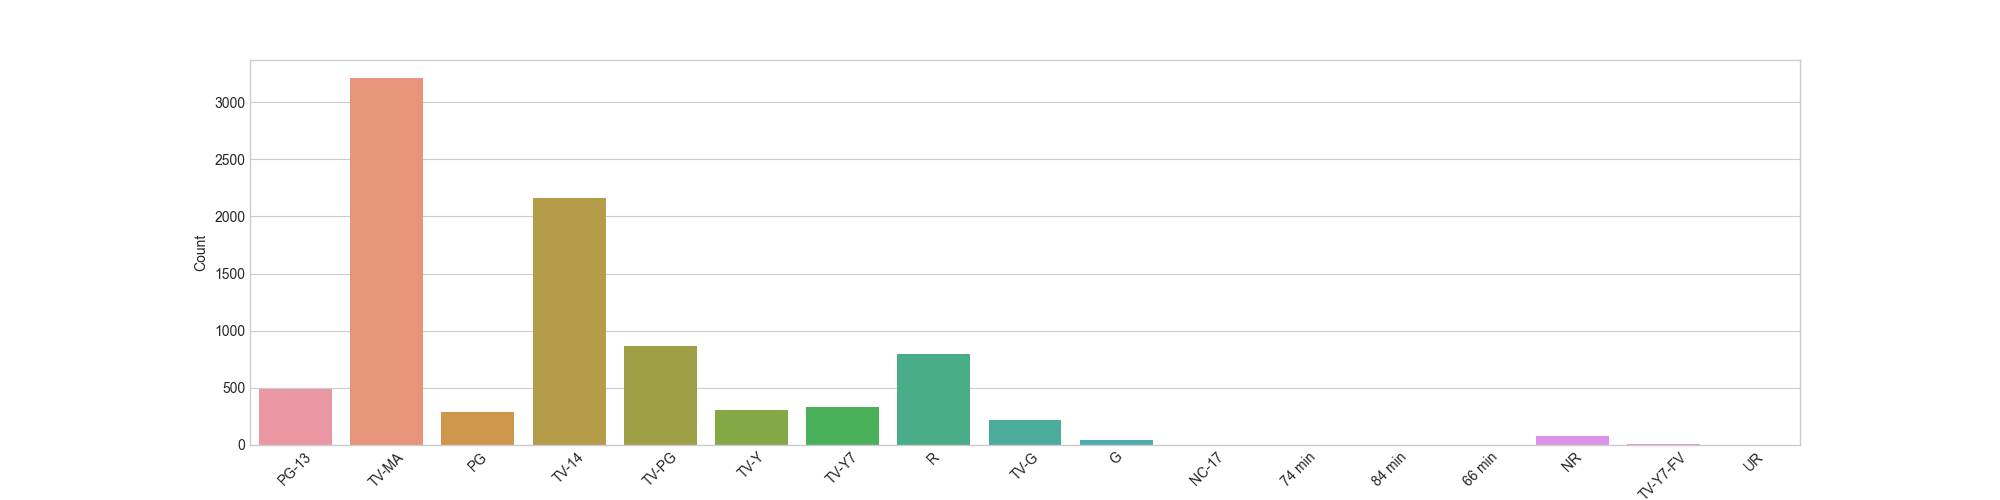 Count
3000
2500
2000
1500
1000
500
0
PG-13
TV-MA
PG
TV-14
TV-PG
TV-Y
TV-Y7
R
TV-G
G
NC-17
74 min
84 min
66 min
NR
TV-Y7-FV
UR